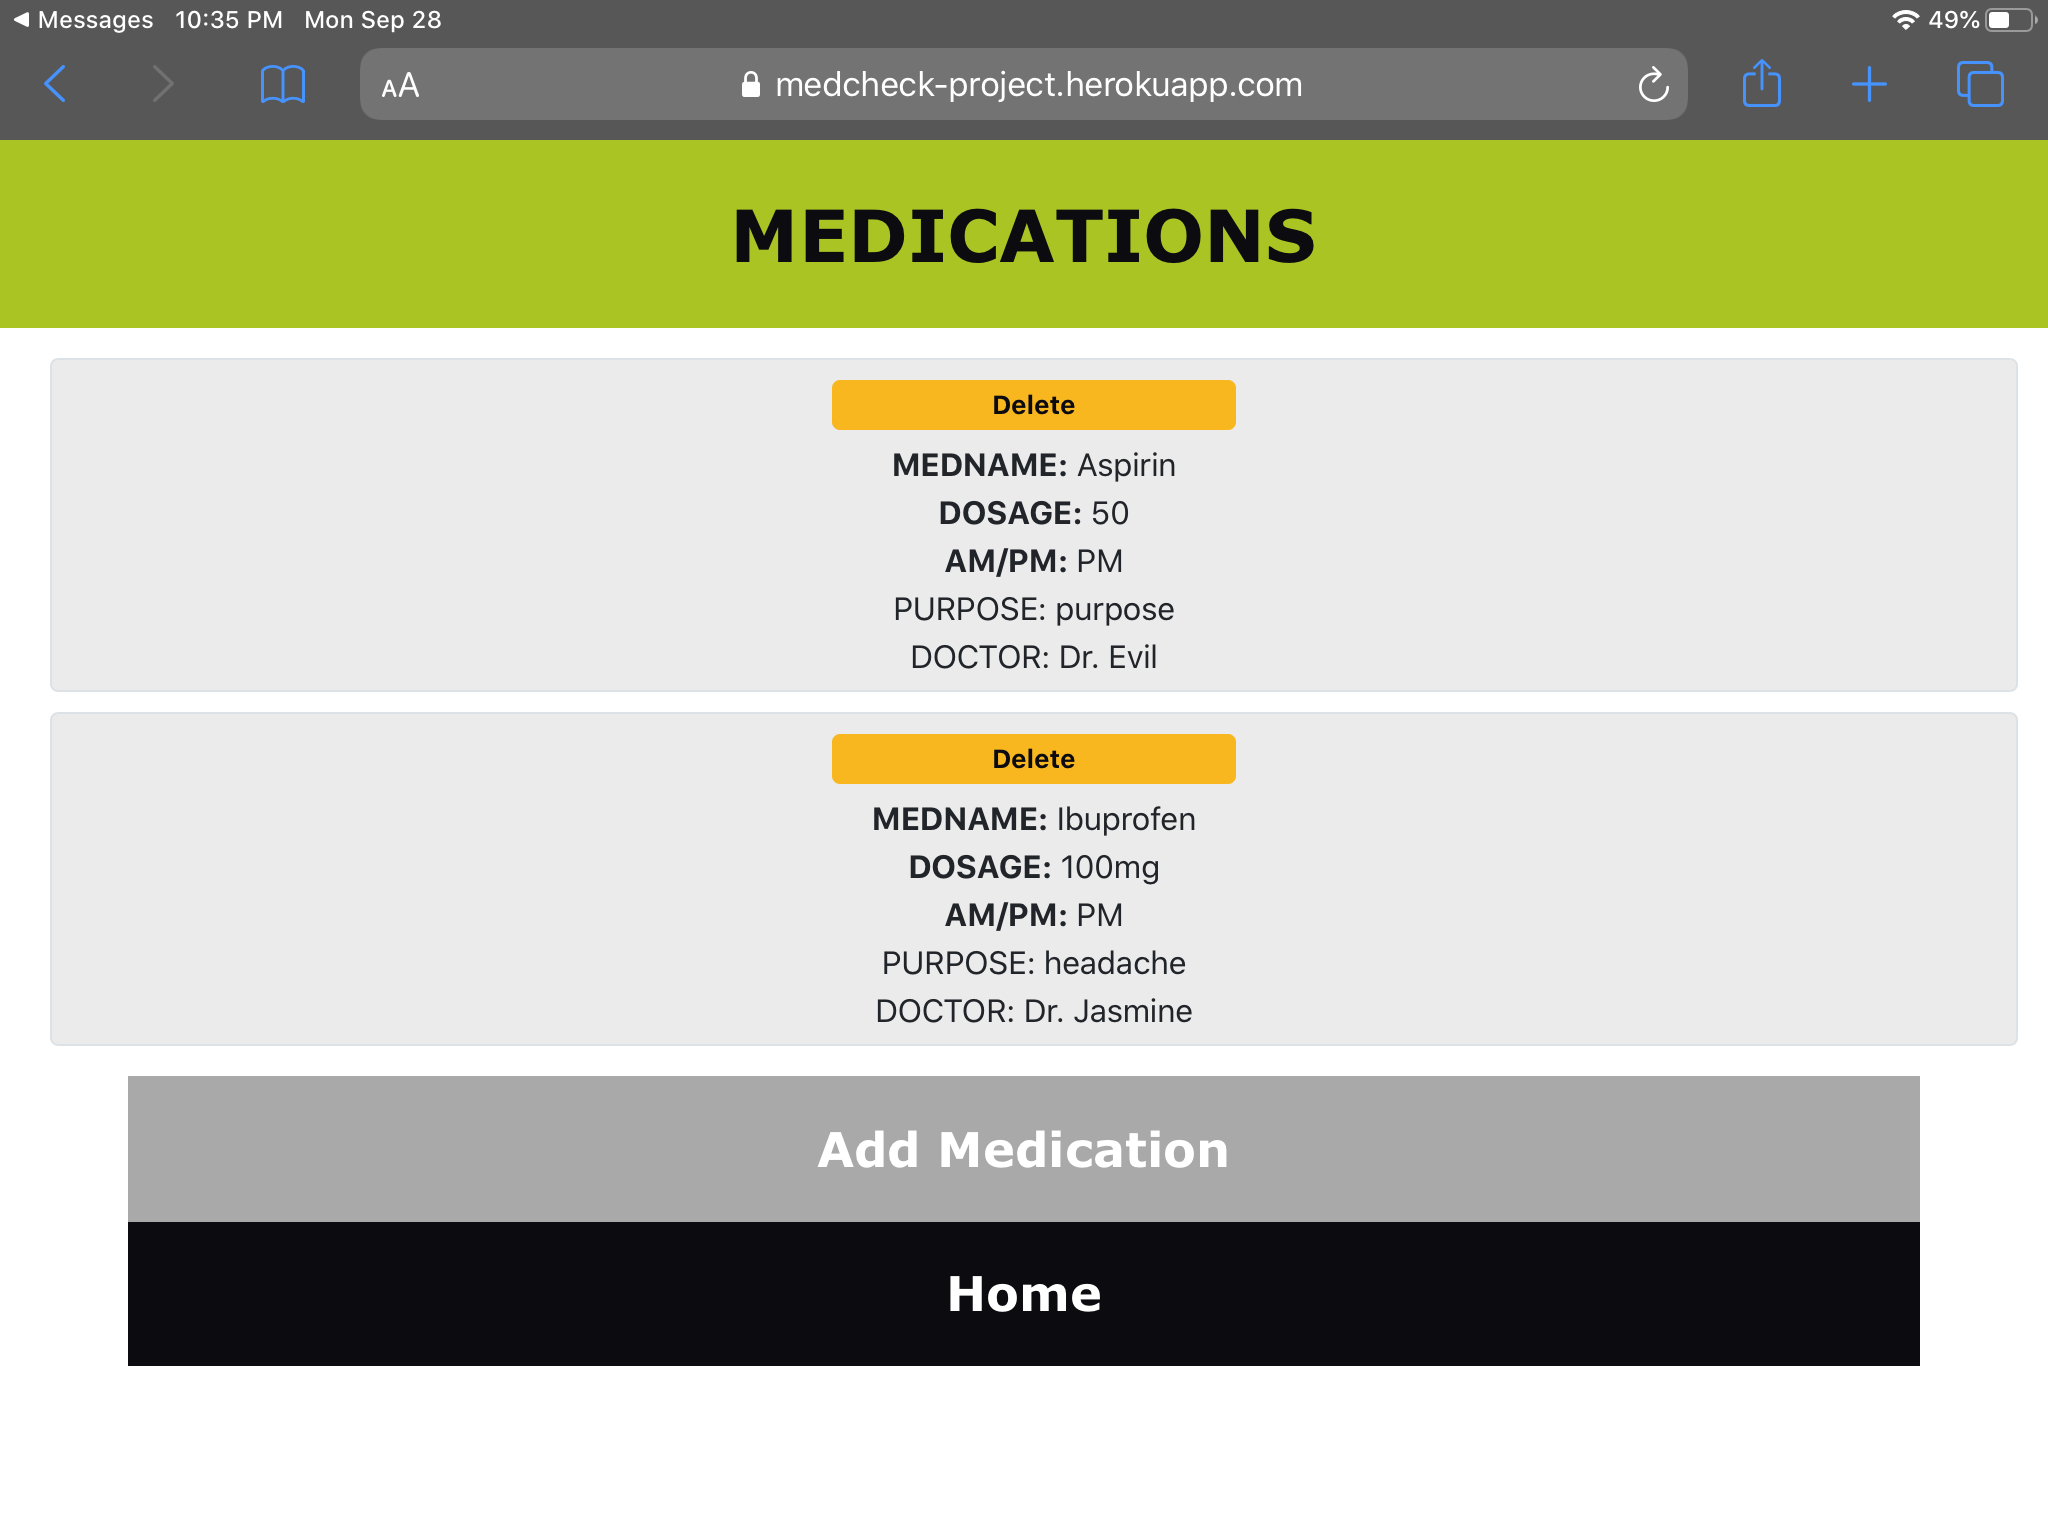 Messages 10:35 PM Mon Sep 28 49%
AA medcheck-project.herokuapp.com
MEDICATIONS
Delete
MEDNAME: Aspirin
DOSAGE: 50
AM/PM: PM
PURPOSE: purpose
DOCTOR: Dr. Evil
Delete
MEDNAME: Ibuprofen
DOSAGE: 100mg
AM/PM: PM
PURPOSE: headache
DOCTOR: Dr. Jasmine
Add Medication
Home